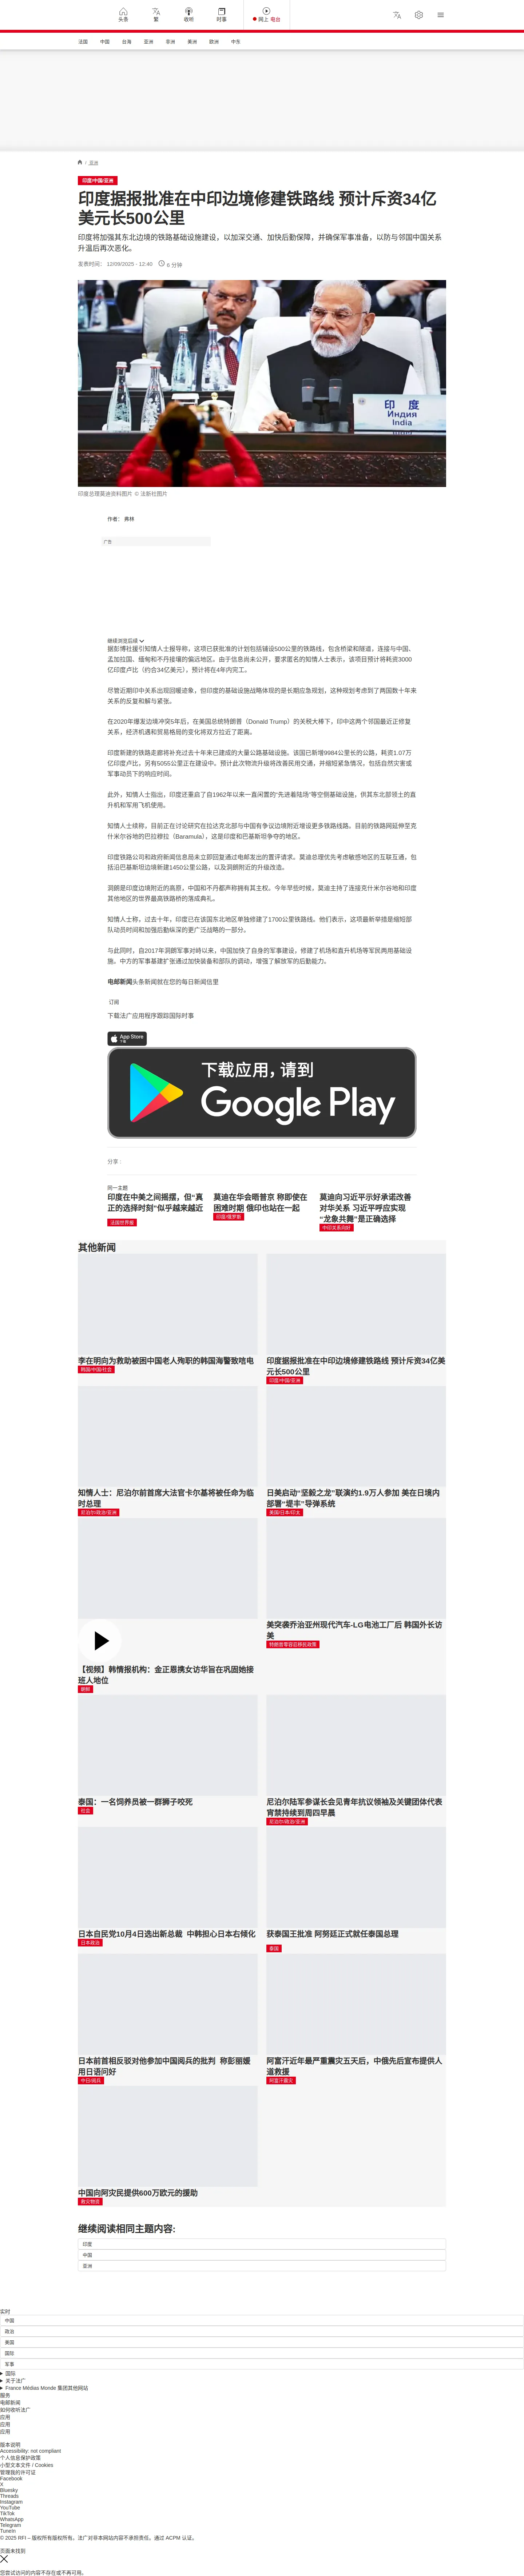 头条
繁
收听
时事
网上 电台
法国
中国
台海
亚洲
非洲
美洲
欧洲
中东
/ 亚洲
印度/中国/亚洲
印度据报批准在中印边境修建铁路线 预计斥资34亿美元长500公里
印度将加强其东北边境的铁路基础设施建设，以加深交通、加快后勤保障，并确保军事准备，以防与邻国中国关系升温后再次恶化。
发表时间： 12/09/2025 - 12:40
6 分钟
印 度
Индия
India
印度总理莫迪资料图片 © 法新社图片
作者： 弗林
广告
继续浏览后续
据彭博社援引知情人士报导称，这项已获批准的计划包括铺设500公里的铁路线，包含桥梁和隧道，连接与中国、孟加拉国、缅甸和不丹接壤的偏远地区。由于信息尚未公开，要求匿名的知情人士表示，该项目预计将耗资3000亿印度卢比（约合34亿美元），预计将在4年内完工。
尽管近期印中关系出现回暖迹象，但印度的基础设施战略体现的是长期应急规划，这种规划考虑到了两国数十年来关系的反复和解与紧张。
在2020年爆发边境冲突5年后，在美国总统特朗普（Donald Trump）的关税大棒下，印中这两个邻国最近正修复关系，经济机遇和贸易格局的变化将双方拉近了距离。
印度新建的铁路走廊将补充过去十年来已建成的大量公路基础设施。该国已新增9984公里长的公路，耗资1.07万亿印度卢比，另有5055公里正在建设中。预计此次物流升级将改善民用交通，并缩短紧急情况，包括自然灾害或军事动员下的响应时间。
此外，知情人士指出，印度还重启了自1962年以来一直闲置的“先进着陆场”等空侧基础设施，供其东北部领土的直升机和军用飞机使用。
知情人士续称，目前正在讨论研究在拉达克北部与中国有争议边境附近增设更多铁路线路。目前的铁路网延伸至克什米尔谷地的巴拉穆拉（Baramula），这是印度和巴基斯坦争夺的地区。
印度铁路公司和政府新闻信息局未立即回复通过电邮发出的置评请求。莫迪总理优先考虑敏感地区的互联互通，包括沿巴基斯坦边境新建1450公里公路，以及洞朗附近的升级改造。
洞朗是印度边境附近的高原，中国和不丹都声称拥有其主权。今年早些时候，莫迪主持了连接克什米尔谷地和印度其他地区的世界最高铁路桥的落成典礼。
知情人士称，过去十年，印度已在该国东北地区单独修建了1700公里铁路线。他们表示，这项最新举措是缩短部队动员时间和加强后勤纵深的更广泛战略的一部分。
与此同时，自2017年洞朗军事对峙以来，中国加快了自身的军事建设，修建了机场和直升机场等军民两用基础设施。中方的军事基建扩张通过加快装备和部队的调动，增强了解放军的后勤能力。
电邮新闻头条新闻就在您的每日新闻信里
订阅
下载法广应用程序跟踪国际时事
App Store
下载
下载应用, 请到
Google Play
分享 :
同一主题
印度在中美之间摇摆，但“真正的选择时刻”似乎越来越近
法国世界报
莫迪在华会晤普京 称即使在困难时期 俄印也站在一起
印度/俄罗斯
莫迪向习近平示好承诺改善对华关系 习近平呼应实现 “龙象共舞”是正确选择
中印关系向好
其他新闻
李在明向为救助被困中国老人殉职的韩国海警致唁电
韩国/中国/社会
印度据报批准在中印边境修建铁路线 预计斥资34亿美元长500公里
印度/中国/亚洲
知情人士：尼泊尔前首席大法官卡尔基将被任命为临时总理
尼泊尔/政治/亚洲
日美启动“坚毅之龙”联演约1.9万人参加 美在日境内部署“堤丰”导弹系统
美国/日本/印太
【视频】韩情报机构：金正恩携女访华旨在巩固她接班人地位
朝鲜
美突袭乔治亚州现代汽车-LG电池工厂后 韩国外长访美
特朗普零容忍移民政策
泰国：一名饲养员被一群狮子咬死
社会
尼泊尔陆军参谋长会见青年抗议领袖及关键团体代表 宵禁持续到周四早晨
尼泊尔/政治/亚洲
日本自民党10月4日选出新总裁 中韩担心日本右倾化
日本政治
获泰国王批准 阿努廷正式就任泰国总理
泰国
日本前首相反驳对他参加中国阅兵的批判 称彭丽媛用日语问好
中日/阅兵
阿富汗近年最严重震灾五天后，中俄先后宣布提供人道救援
阿富汗震灾
中国向阿灾民提供600万欧元的援助
救灾物资
继续阅读相同主题内容:
印度
中国
亚洲
实时
中国
政治
美国
国际
军事
国际
关于法广
France Médias Monde 集团其他网站
服务
电邮新闻
如何收听法广
应用
应用
应用
版本说明
Accessibility: not compliant
个人信息保护政策
小型文本文件 / Cookies
管理我的许可证
Facebook
X
Bluesky
Threads
Instagram
YouTube
TikTok
WhatsApp
Telegram
TuneIn
© 2025 RFI – 版权所有版权所有。法广对非本网站内容不承担责任。通过 ACPM 认证。
页面未找到
您尝试访问的内容不存在或不再可用。